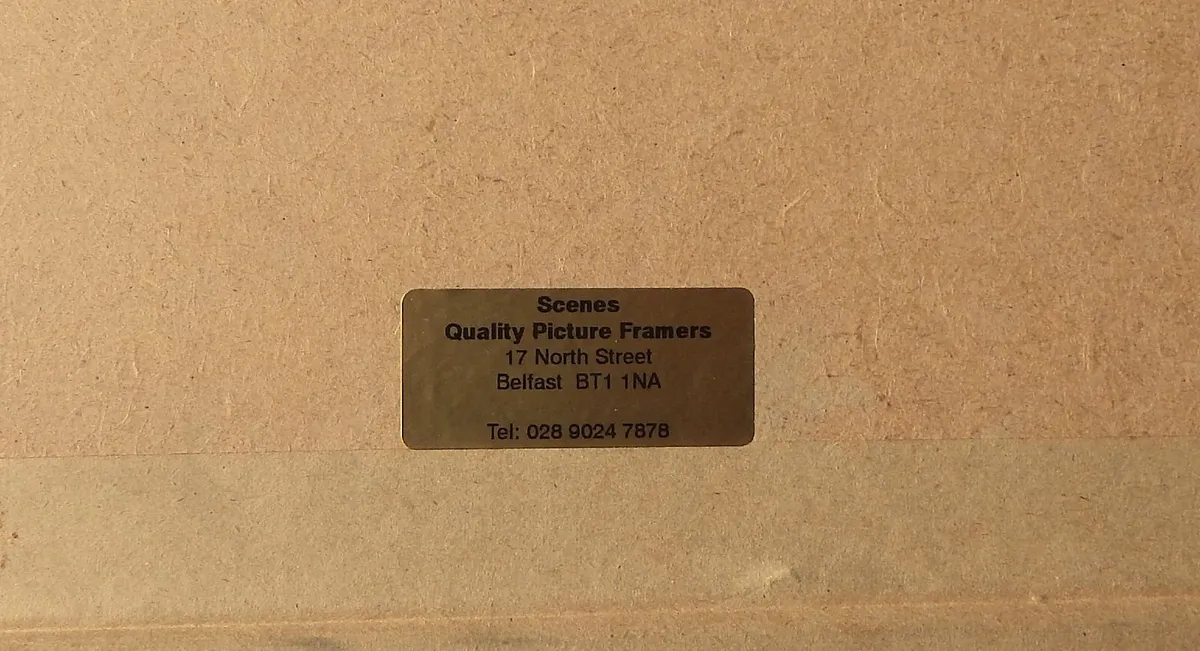 Scenes
Quality Picture Framers
17 North Street
Belfast BT1 1NA
Tel: 028 9024 7878